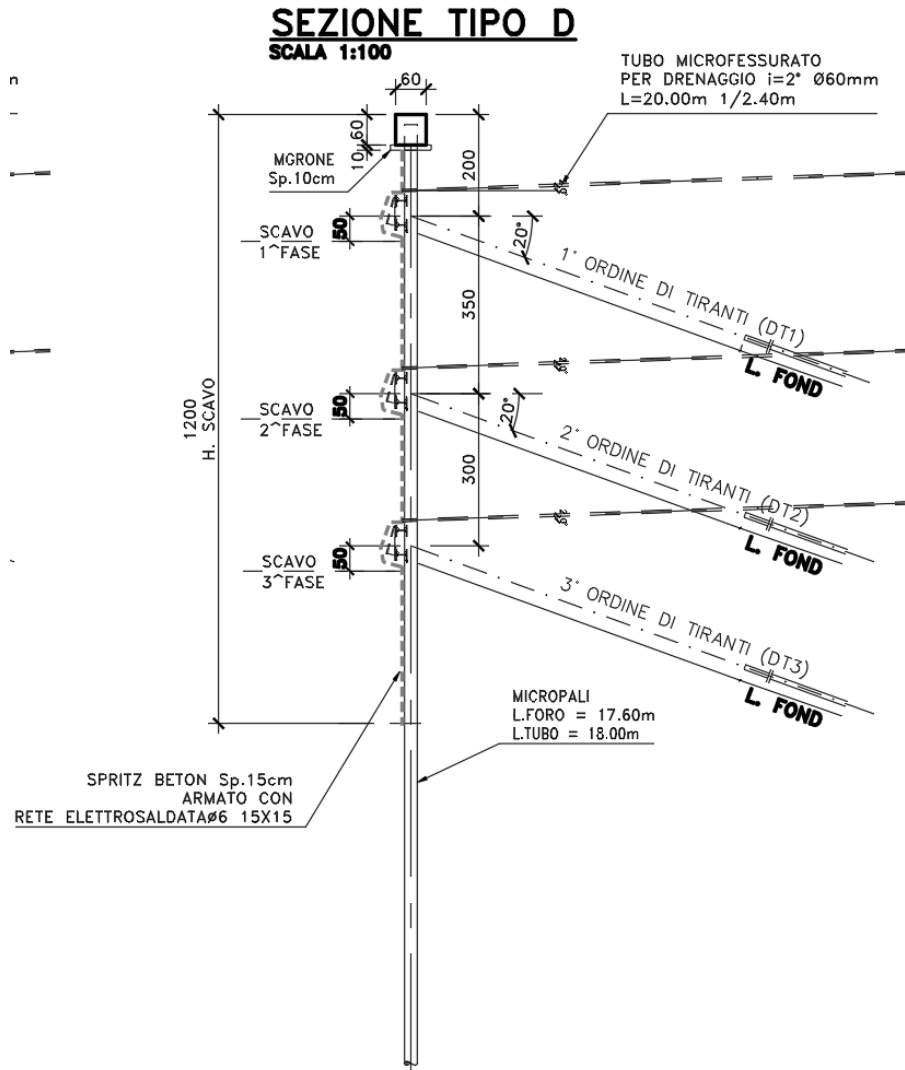 SEZIONE TIPO D
SCALA 1:100
n
60
TUBO MICROFESSURATO
PER DRENAGGIO i=2° Ø60mm
L=20.00m 1/2.40m
60
10
MGRONE
Sp.10cm
200
SCAVO
1^FASE
50
20°
1° ORDINE DI TIRANTI (DT1)
L. FOND
350
1200
H. SCAVO
SCAVO
2^FASE
50
20°
2° ORDINE DI TIRANTI (DT2)
L. FOND
300
SCAVO
3^FASE
50
3° ORDINE DI TIRANTI (DT3)
L. FOND
MICROPALI
L.FORO = 17.60m
L.TUBO = 18.00m
SPRITZ BETON Sp.15cm
ARMATO CON
RETE ELETTROSALDATAø6 15X15